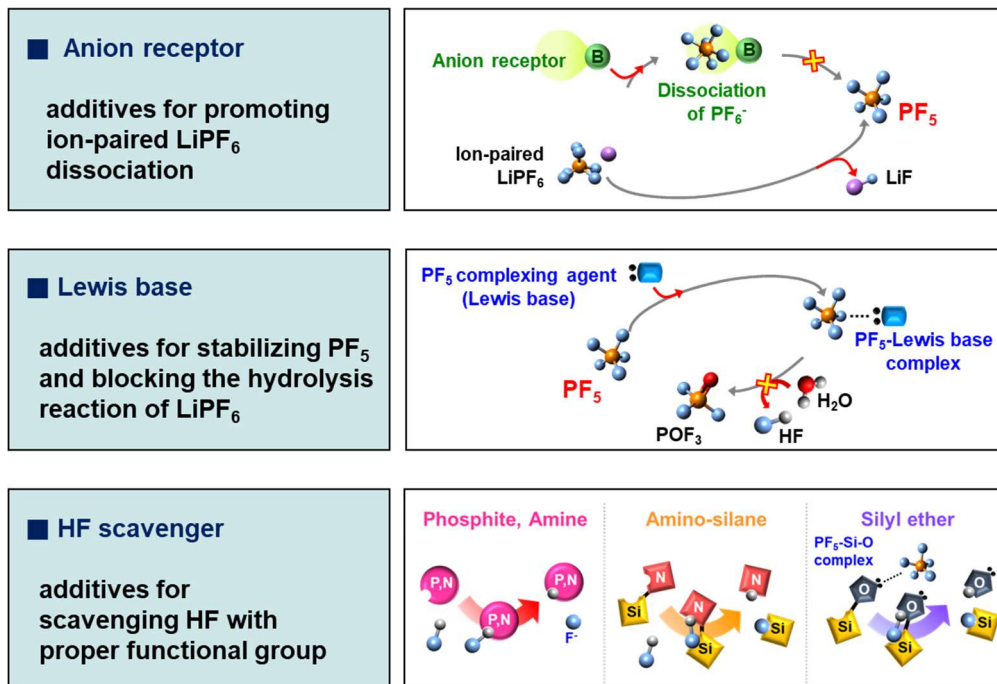 ■ Anion receptor
additives for promoting
ion-paired LiPF₆
dissociation
Anion receptor
B
B
Dissociation
of PF₆⁻
PF₅
Ion-paired
LiPF₆
LiF
■ Lewis base
additives for stabilizing PF₅
and blocking the hydrolysis
reaction of LiPF₆
PF₅ complexing agent
(Lewis base)
PF₅-Lewis base
complex
PF₅
H₂O
POF₃
HF
■ HF scavenger
additives for
scavenging HF with
proper functional group
Phosphite, Amine
P,N
P,N
P,N
F⁻
Amino-silane
N
Si
N
Si
N
Si
Silyl ether
PF₅-Si-O
complex
O
Si
O
Si
O
Si